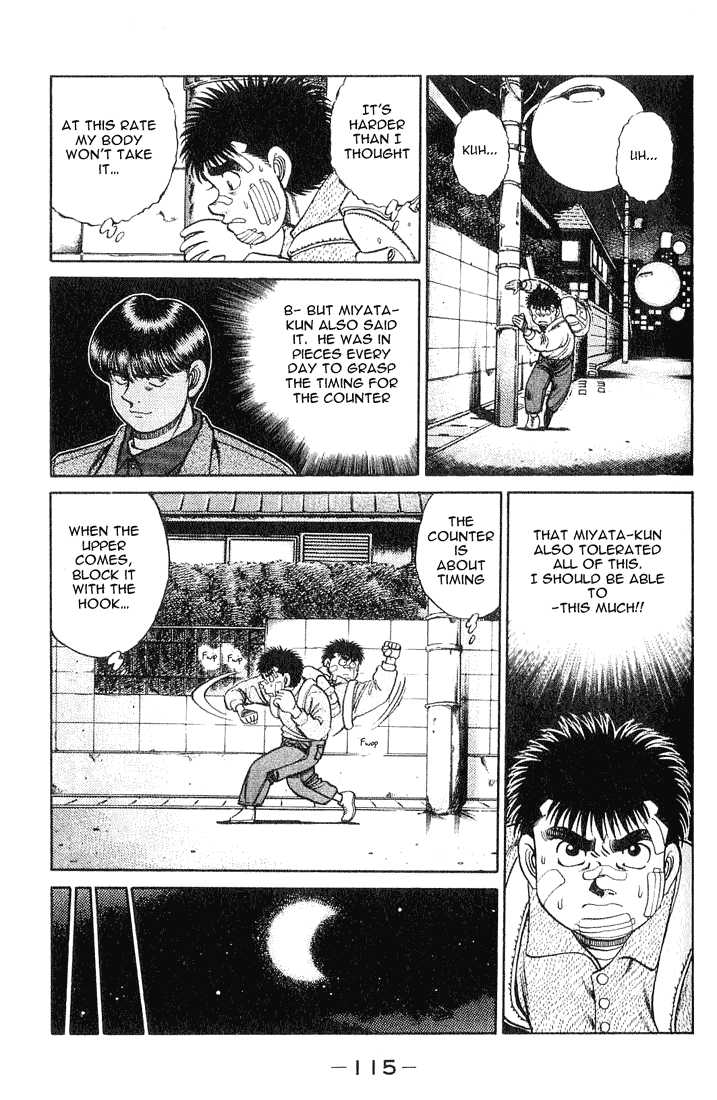 UH...
KUH...
IT'S
HARDER
THAN I
THOUGHT
AT THIS RATE
MY BODY
WON'T TAKE
IT...
B- BUT MIYATA-
KUN ALSO SAID
IT. HE WAS IN
PIECES EVERY
DAY TO GRASP
THE TIMING FOR
THE COUNTER
THAT MIYATA-KUN
ALSO TOLERATED
ALL OF THIS.
I SHOULD BE ABLE
TO
-THIS MUCH!!
THE
COUNTER
IS
ABOUT
TIMING
WHEN THE
UPPER
COMES,
BLOCK IT
WITH THE
HOOK...
Fwp
Fwp
Fwop
-115-